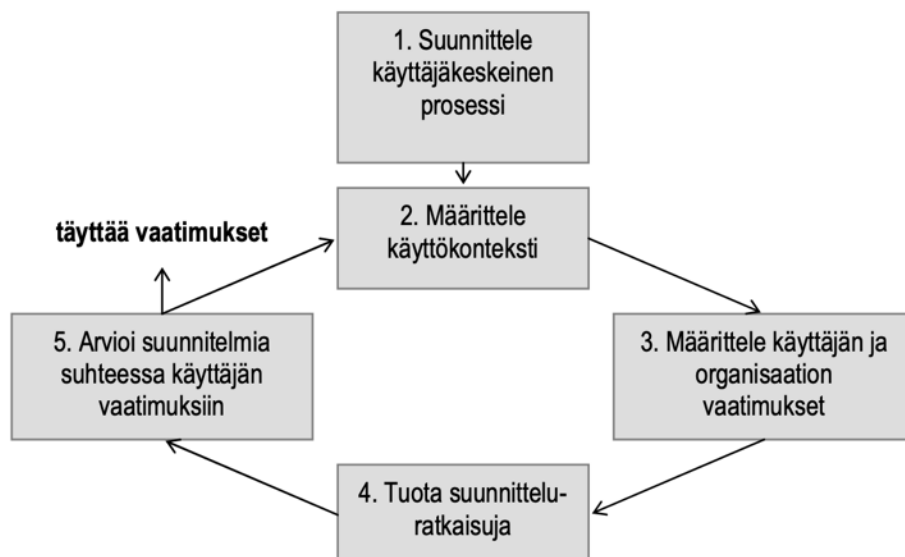 1. Suunnittele
käyttäjäkeskeinen
prosessi
2. Määrittele
käyttökonteksti
täyttää vaatimukset
5. Arvioi suunnitelmia
suhteessa käyttäjän
vaatimuksiin
3. Määrittele käyttäjän ja
organisaation
vaatimukset
4. Tuota suunnittelu-
ratkaisuja